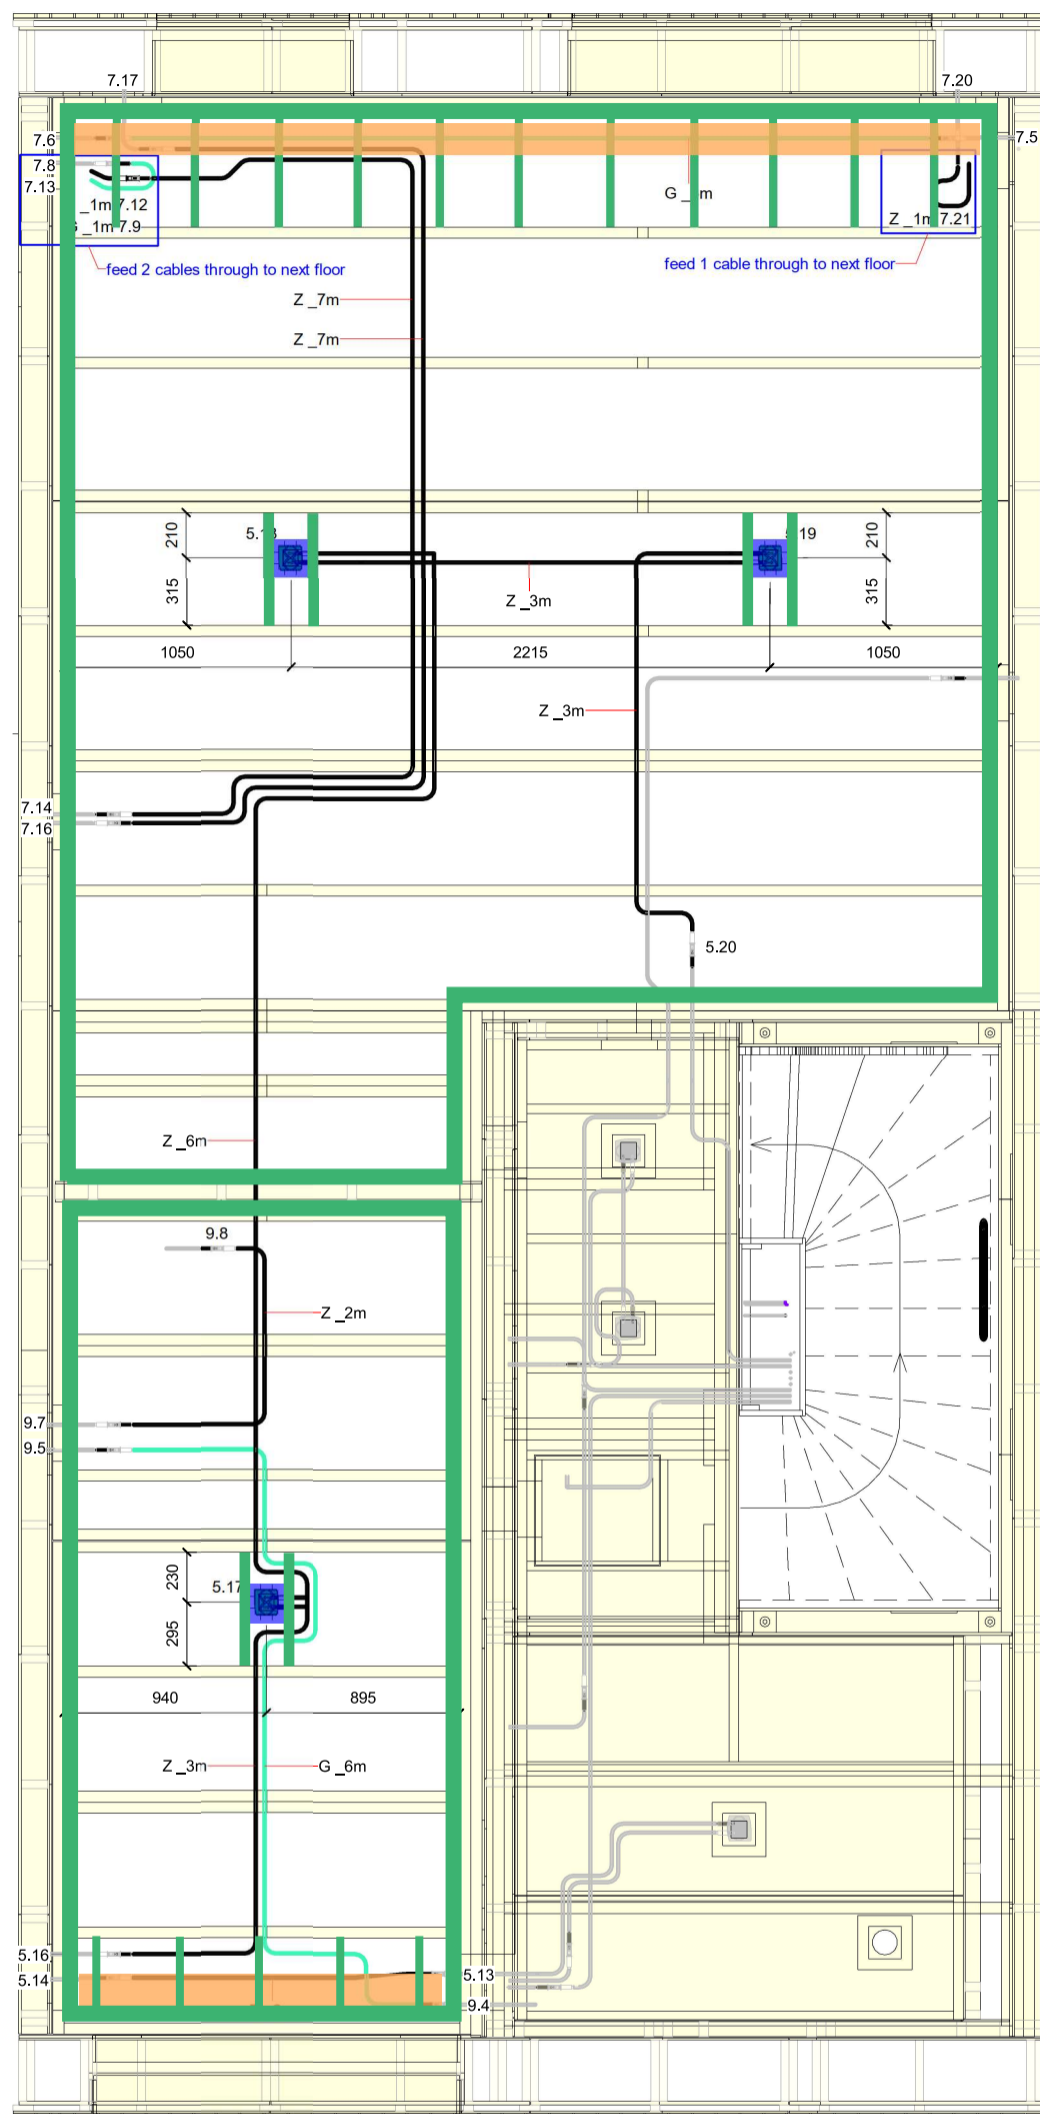 7.17
7.20
7.6
7.5
7.8
7.13
_1m 7.12
_1m 7.9
G _ m
Z _1m 7.21
feed 2 cables through to next floor
feed 1 cable through to next floor
Z _7m
Z _7m
210
210
315
315
Z _3m
1050
2215
1050
Z _3m
7.14
7.16
5.20
Z _6m
9.8
Z _2m
9.7
9.5
230
5.17
295
940
895
Z _3m
G _6m
5.16
5.14
5.13
9.4